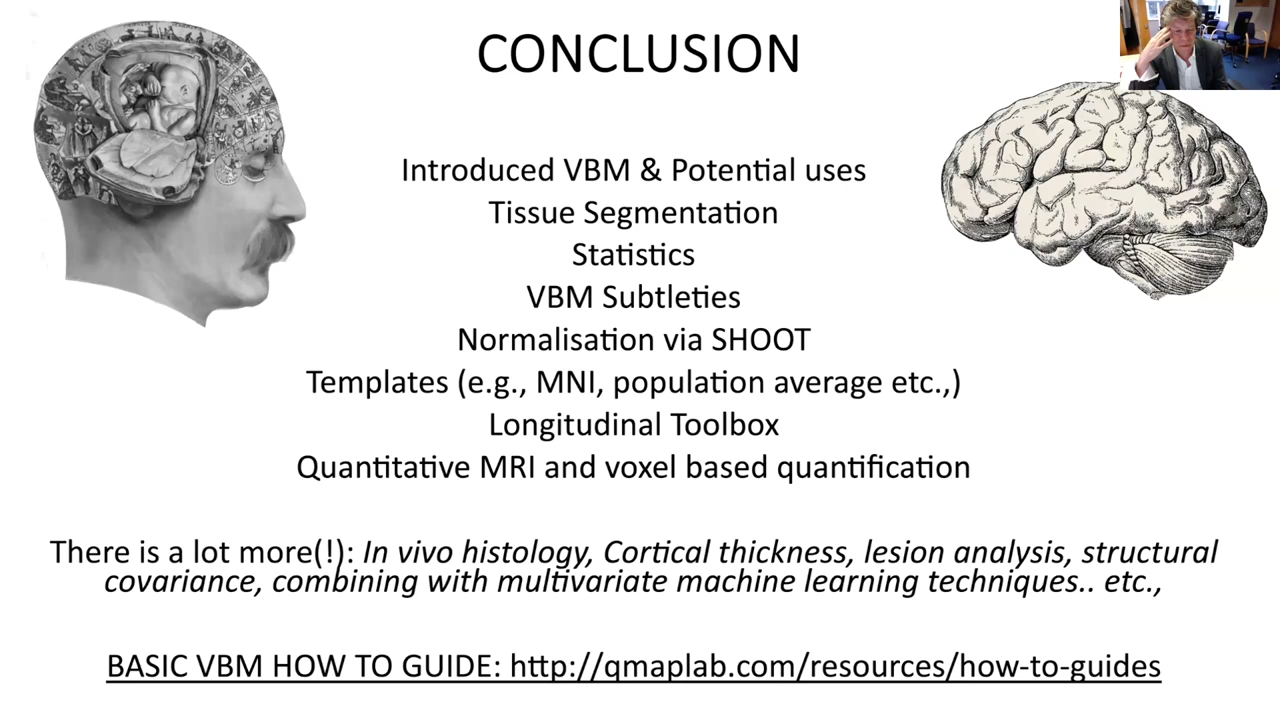 CONCLUSION
Introduced VBM & Potential uses
Tissue Segmentation
Statistics
VBM Subtleties
Normalisation via SHOOT
Templates (e.g., MNI, population average etc.,)
Longitudinal Toolbox
Quantitative MRI and voxel based quantification
There is a lot more(!): In vivo histology, Cortical thickness, lesion analysis, structural
covariance, combining with multivariate machine learning techniques.. etc.,
BASIC VBM HOW TO GUIDE: http://qmaplab.com/resources/how-to-guides